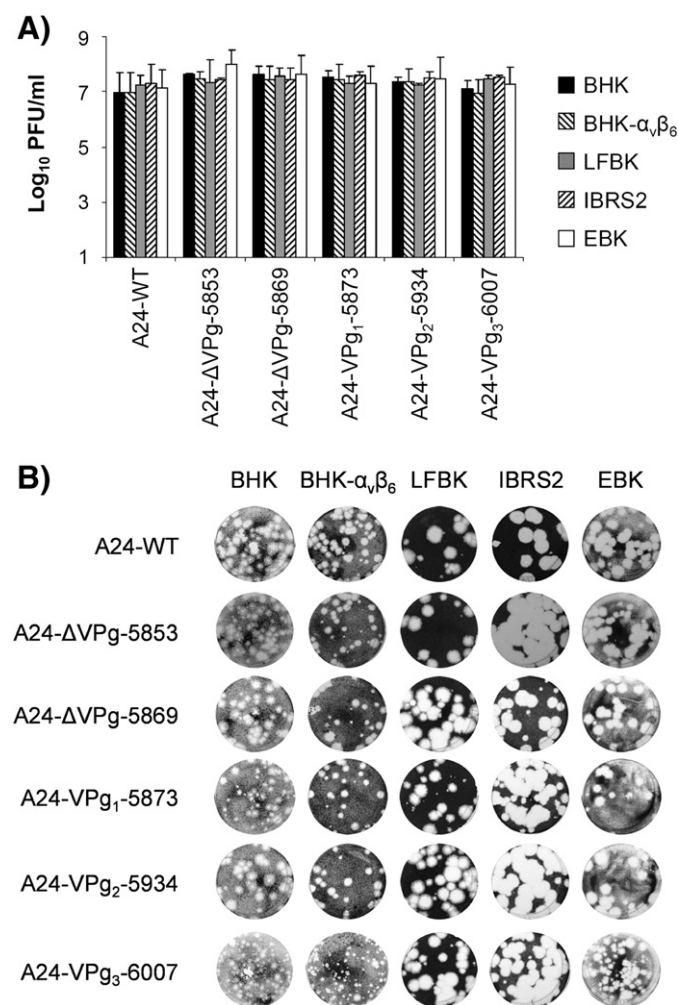 A)
9
7
5
3
1
Log₁₀ PFU/ml
A24-WT
A24-ΔVPg-5853
A24-ΔVPg-5869
A24-VPg₁-5873
A24-VPg₂-5934
A24-VPg₃-6007
BHK
BHK-αᵥβ₆
LFBK
IBRS2
EBK
B)
BHK BHK-αᵥβ₆ LFBK IBRS2 EBK
A24-WT
A24-ΔVPg-5853
A24-ΔVPg-5869
A24-VPg₁-5873
A24-VPg₂-5934
A24-VPg₃-6007